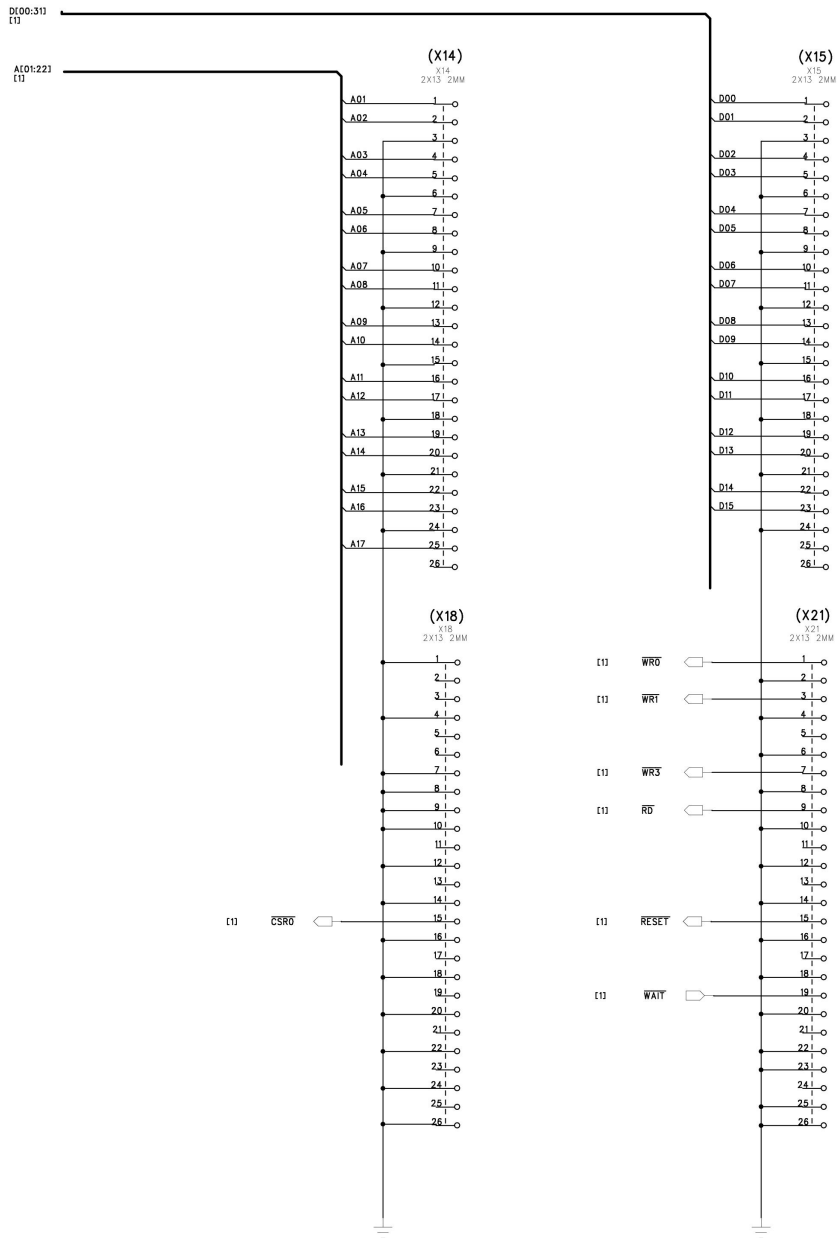 D[00:31]
[1]
A[01:22]
[1]
(X14)
X14
2X13 2MM
A01 1
A02 2
3
A03 4
A04 5
6
A05 7
A06 8
9
A07 10
A08 11
12
A09 13
A10 14
15
A11 16
A12 17
18
A13 19
A14 20
21
A15 22
A16 23
24
A17 25
26
(X15)
X15
2X13 2MM
D00 1
D01 2
3
D02 4
D03 5
6
D04 7
D05 8
9
D06 10
D07 11
12
D08 13
D09 14
15
D10 16
D11 17
18
D12 19
D13 20
21
D14 22
D15 23
24
25
26
(X18)
X18
2X13 2MM
1
2
3
4
5
6
7
8
9
10
11
12
13
14
[1] CSR0 15
16
17
18
19
20
21
22
23
24
25
26
(X21)
X21
2X13 2MM
[1] WR0 1
2
[1] WR1 3
4
5
6
[1] WR3 7
8
[1] RD 9
10
11
12
13
14
[1] RESET 15
16
17
18
[1] WAIT 19
20
21
22
23
24
25
26